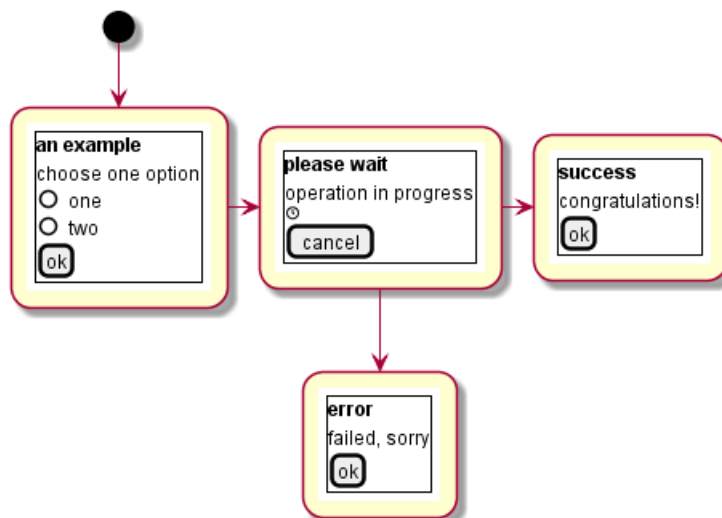 an example
choose one option
one
two
ok
please wait
operation in progress
cancel
success
congratulations!
ok
error
failed, sorry
ok